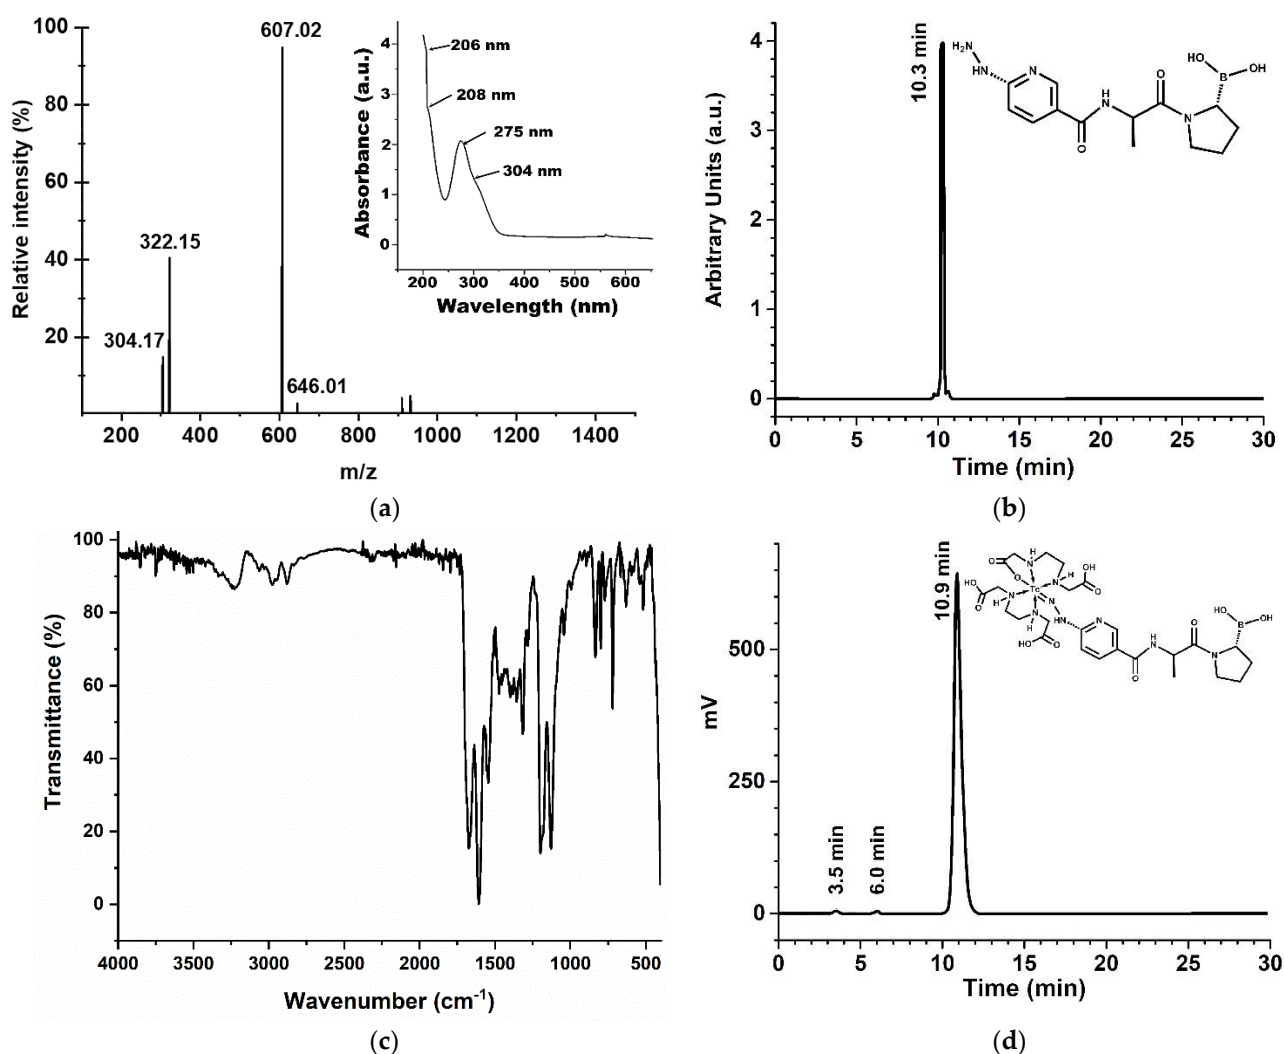 100
80
60
40
20
Relative intensity (%)
607.02
322.15
304.17
646.01
200 400 600 800 1000 1200 1400
m/z
4
3
2
1
0
Absorbance (a.u.)
206 nm
208 nm
275 nm
304 nm
200 300 400 500 600
Wavelength (nm)
(a)
4
3
2
1
0
Arbitrary Units (a.u.)
10.3 min
H₂N
HN
N
O
H
N
O
N
HO
B
OH
0 5 10 15 20 25 30
Time (min)
(b)
100
80
60
40
20
0
Transmittance (%)
4000 3500 3000 2500 2000 1500 1000 500
Wavenumber (cm⁻¹)
(c)
500
250
0
mV
3.5 min
6.0 min
10.9 min
O
O
H
N
N
H
OH
O
HO
O
H
N
Tc
N
N
H
HO
O
HN
N
O
H
N
O
N
HO
B
OH
0 5 10 15 20 25 30
Time (min)
(d)